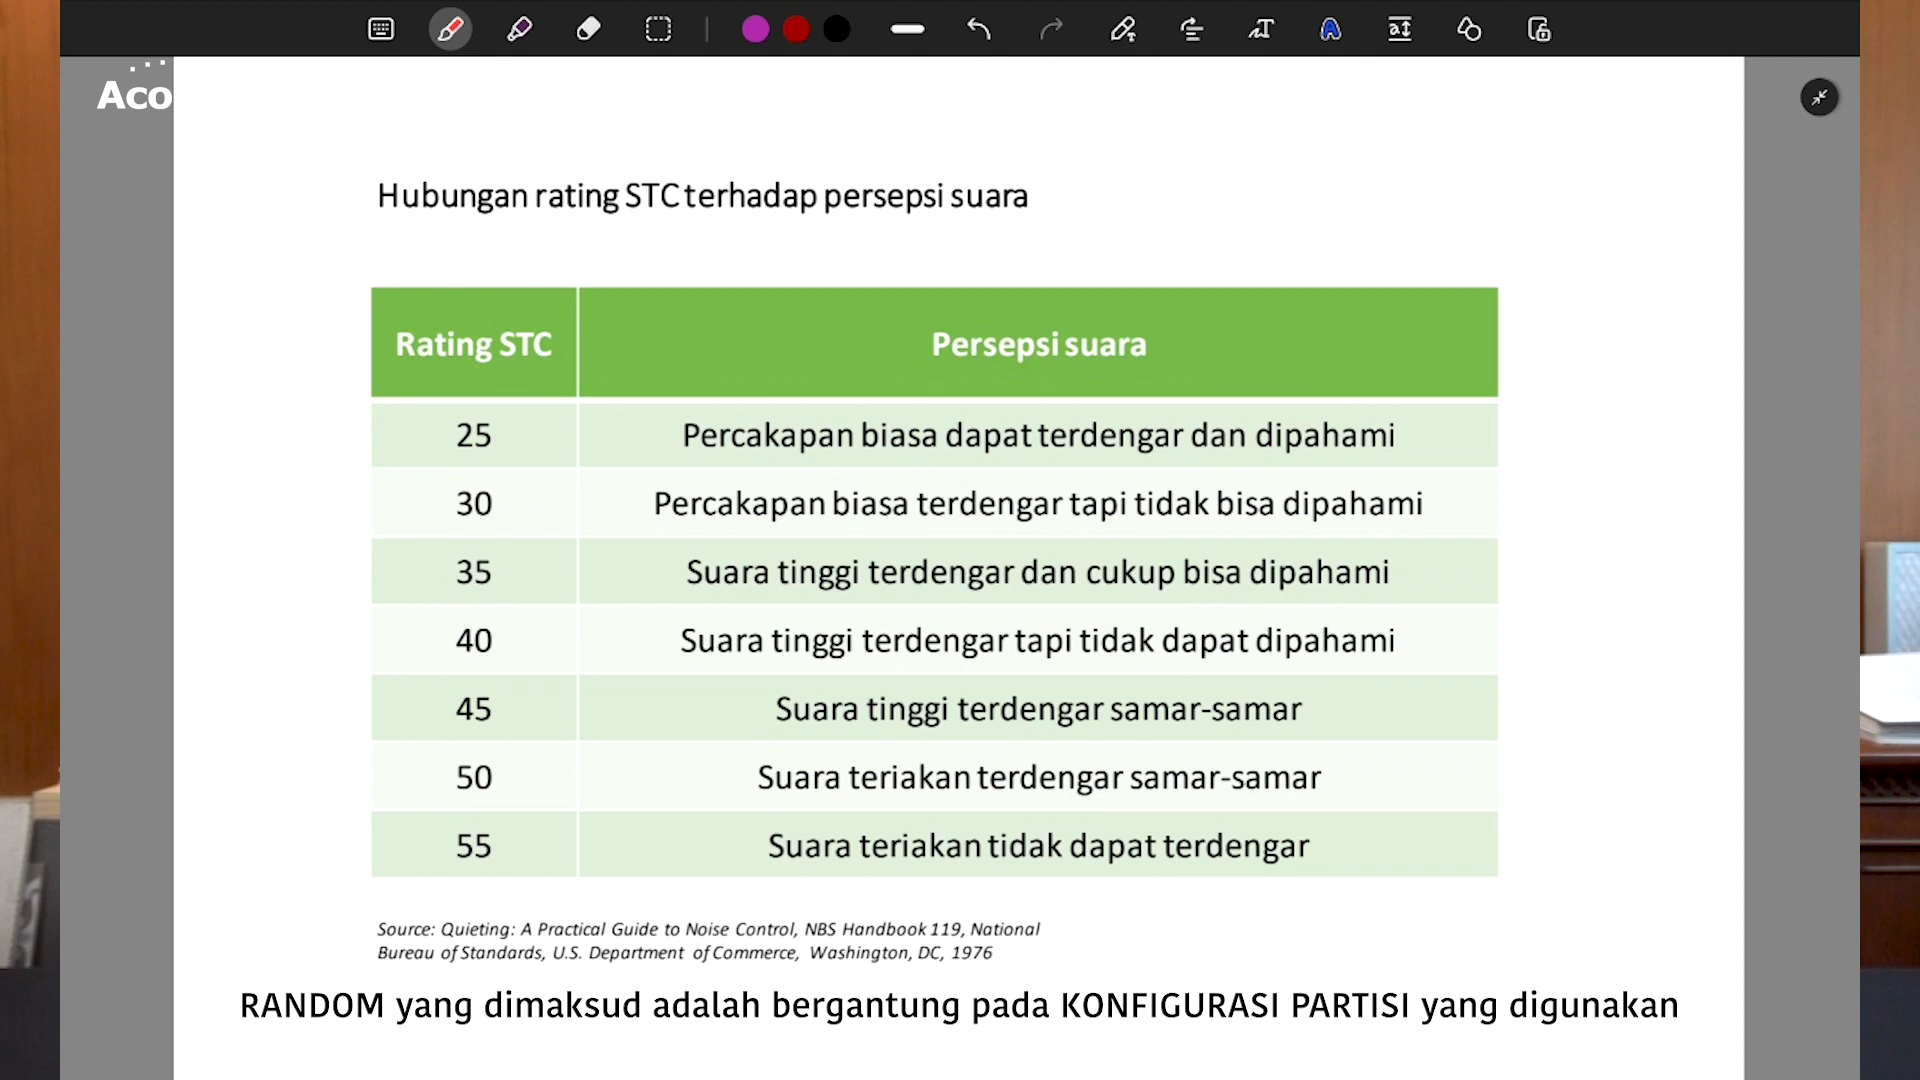 Aco
Hubungan rating STC terhadap persepsi suara
Rating STC Persepsi suara
25 Percakapan biasa dapat terdengar dan dipahami
30 Percakapan biasa terdengar tapi tidak bisa dipahami
35 Suara tinggi terdengar dan cukup bisa dipahami
40 Suara tinggi terdengar tapi tidak dapat dipahami
45 Suara tinggi terdengar samar-samar
50 Suara teriakan terdengar samar-samar
55 Suara teriakan tidak dapat terdengar
Source: Quieting: A Practical Guide to Noise Control, NBS Handbook 119, National
Bureau of Standards, U.S. Department of Commerce, Washington, DC, 1976
RANDOM yang dimaksud adalah bergantung pada KONFIGURASI PARTISI yang digunakan